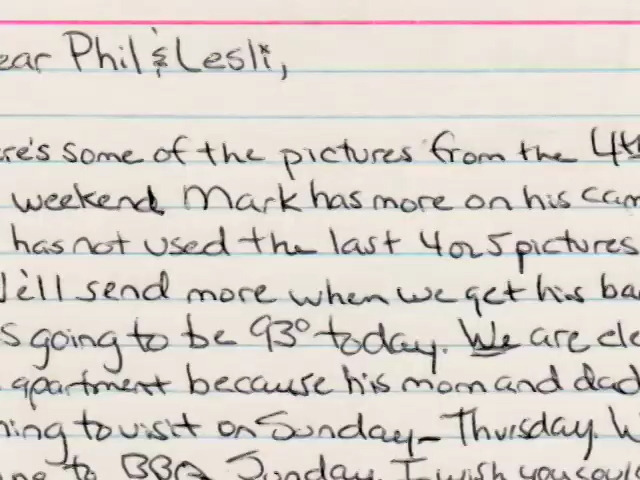 ear Phil & Lesli,
re's some of the pictures from the 4th
weekend Mark has more on his cam
has not used the last 4 or 5 pictures
We'll send more when we get his ba
s going to be 93° today. We are cle
apartment because his mom and dad
ning to visit on Sunday - Thursday. W
to BBQ Sunday. I wish you coul